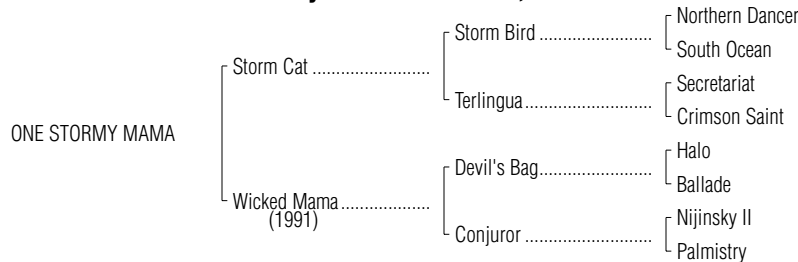 Northern Dancer
Storm Bird
South Ocean
Storm Cat
Secretariat
Terlingua
Crimson Saint
ONE STORMY MAMA
Halo
Devil's Bag
Ballade
Wicked Mama
(1991)
Nijinsky II
Conjuror
Palmistry